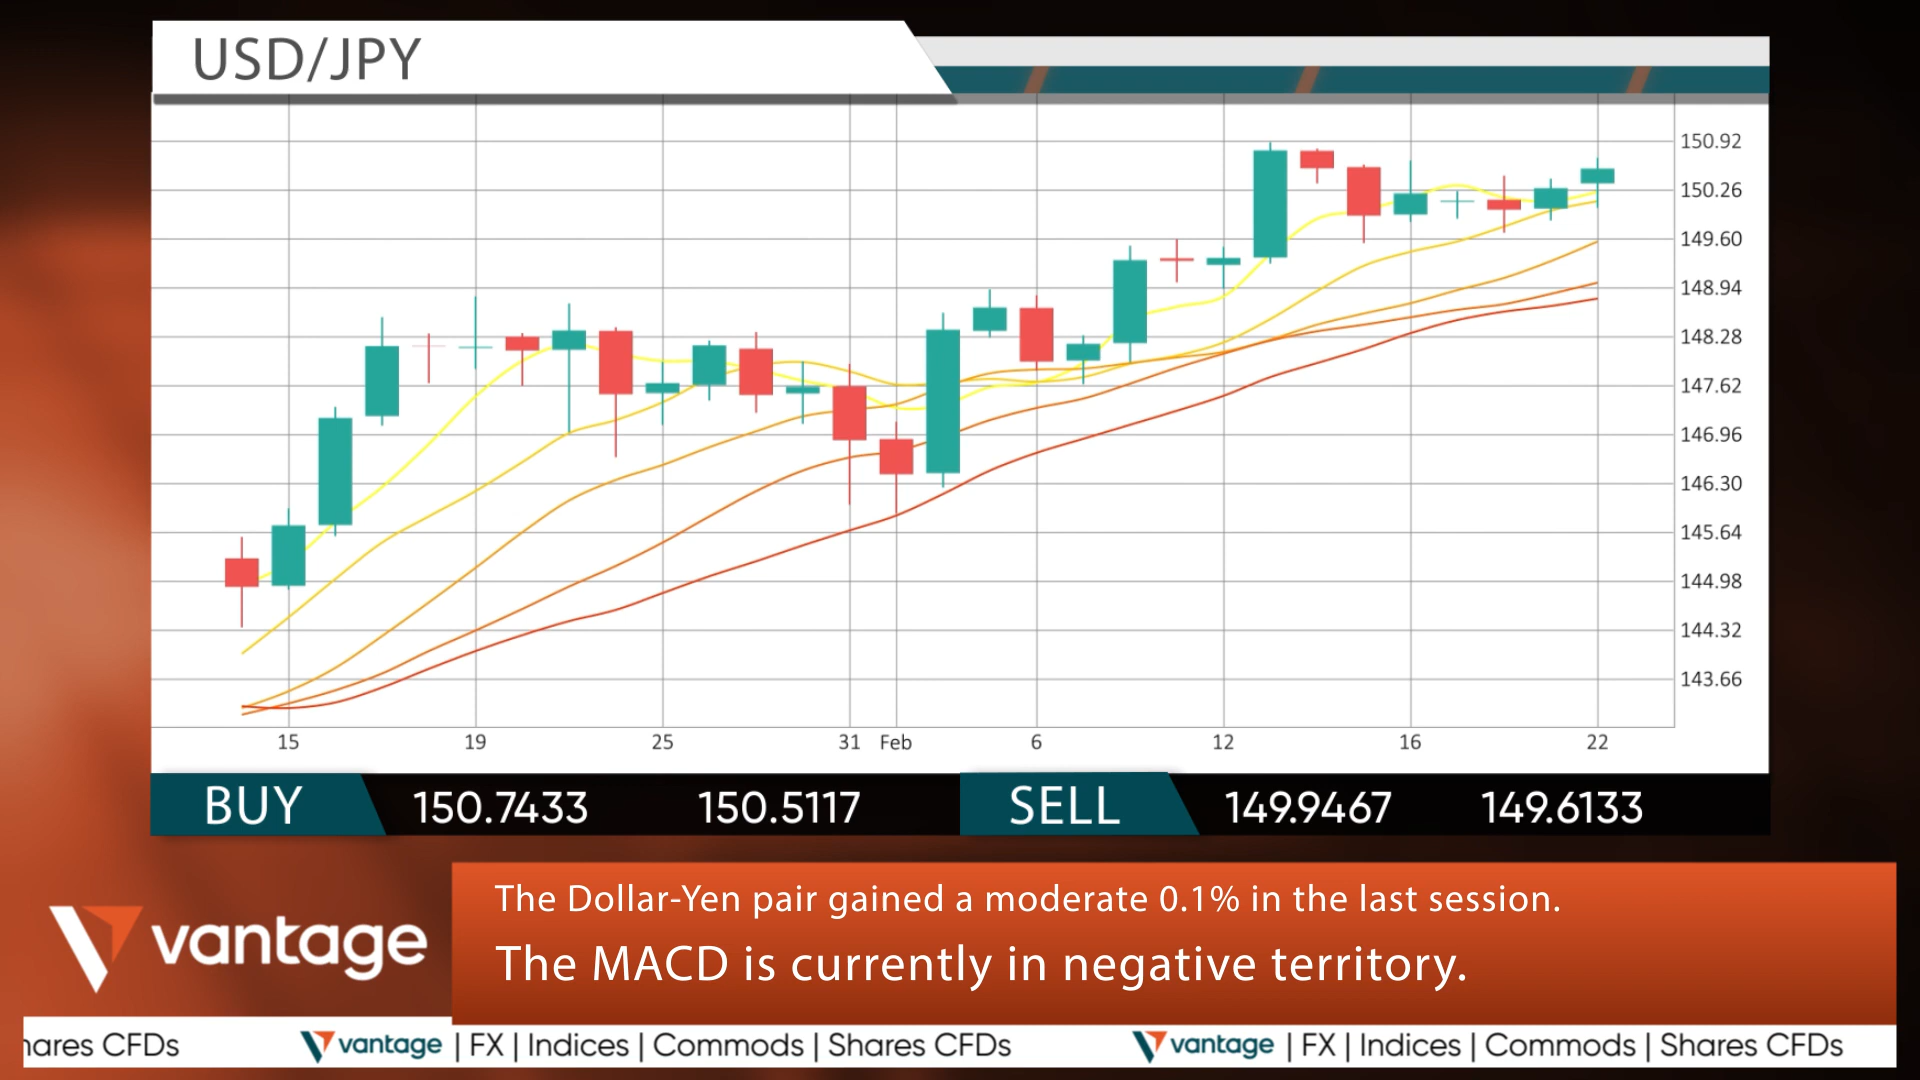 USD/JPY
150.92
150.26
149.60
148.94
148.28
147.62
146.96
146.30
145.64
144.98
144.32
143.66
15 19 25 31 Feb 6 12 16 22
BUY 150.7433 150.5117 SELL 149.9467 149.6133
The Dollar-Yen pair gained a moderate 0.1% in the last session.
The MACD is currently in negative territory.
vantage
hares CFDs vantage | FX | Indices | Commods | Shares CFDs vantage | FX | Indices | Commods | Shares CFDs